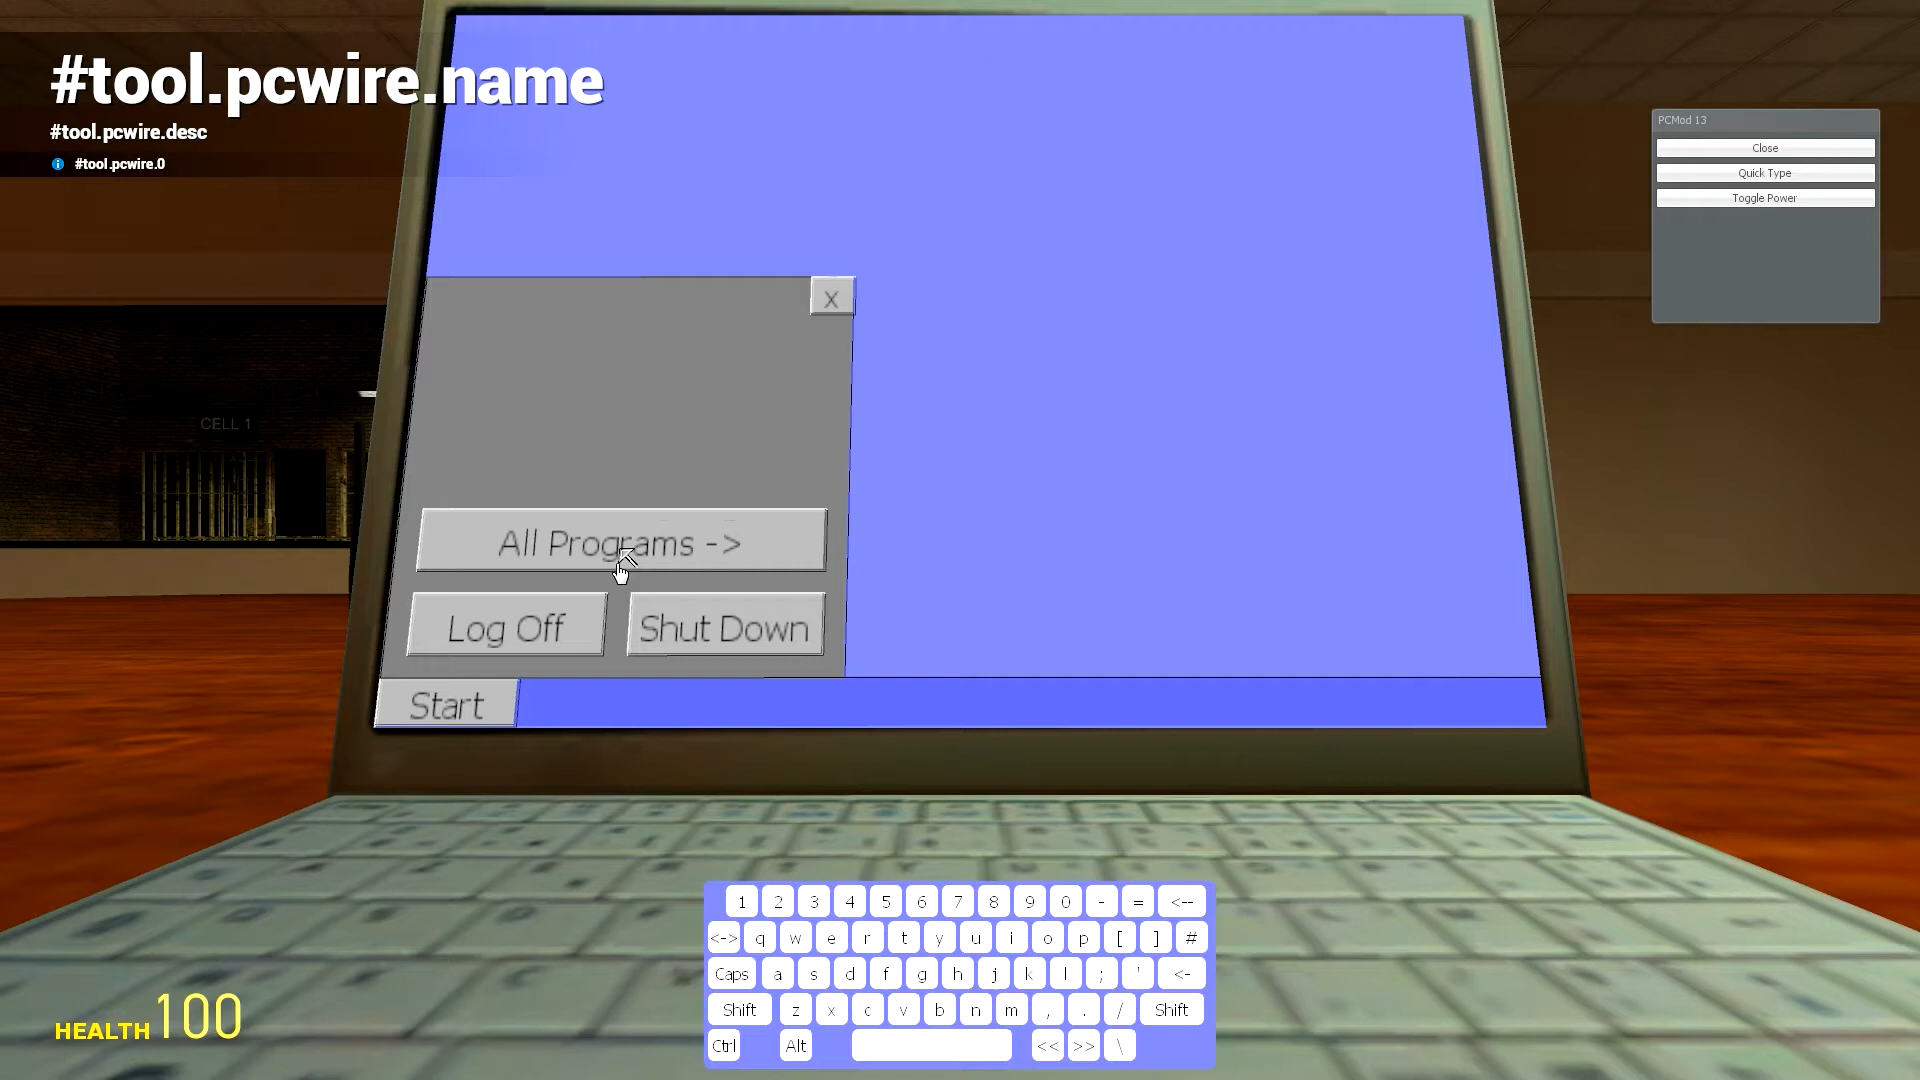 #tool.pcwire.name
#tool.pcwire.desc
#tool.pcwire.0
PCMod 13
Close
Quick Type
Toggle Power
CELL 1
x
All Programs ->
Log Off
Shut Down
Start
1 2 3 4 5 6 7 8 9 0 - = <--
<-> q w e r t y u i o p [ ] #
Caps a s d f g h j k l ; ' <-
Shift z x c v b n m , . / Shift
Ctrl Alt << >> \
HEALTH 100